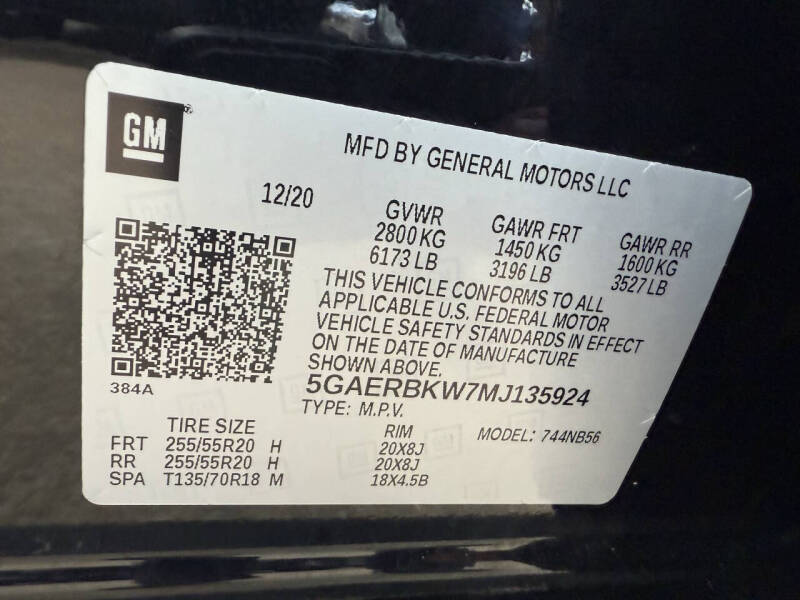 GM
MFD BY GENERAL MOTORS LLC
12/20
GVWR GAWR FRT GAWR RR
2800 KG 1450 KG 1600 KG
6173 LB 3196 LB 3527 LB
THIS VEHICLE CONFORMS TO ALL
APPLICABLE U.S. FEDERAL MOTOR
VEHICLE SAFETY STANDARDS IN EFFECT
ON THE DATE OF MANUFACTURE
SHOWN ABOVE.
384A
5GAERBKW7MJ135924
TYPE: M.P.V. MODEL: 744NB56
TIRE SIZE RIM
FRT 255/55R20 H 20X8J
RR 255/55R20 H 20X8J
SPA T135/70R18 M 18X4.5B